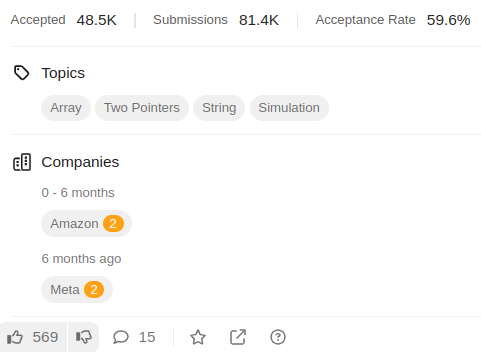 Accepted 48.5K Submissions 81.4K Acceptance Rate 59.6%
Topics
Array Two Pointers String Simulation
Companies
0 - 6 months
Amazon 2
6 months ago
Meta 2
569 15